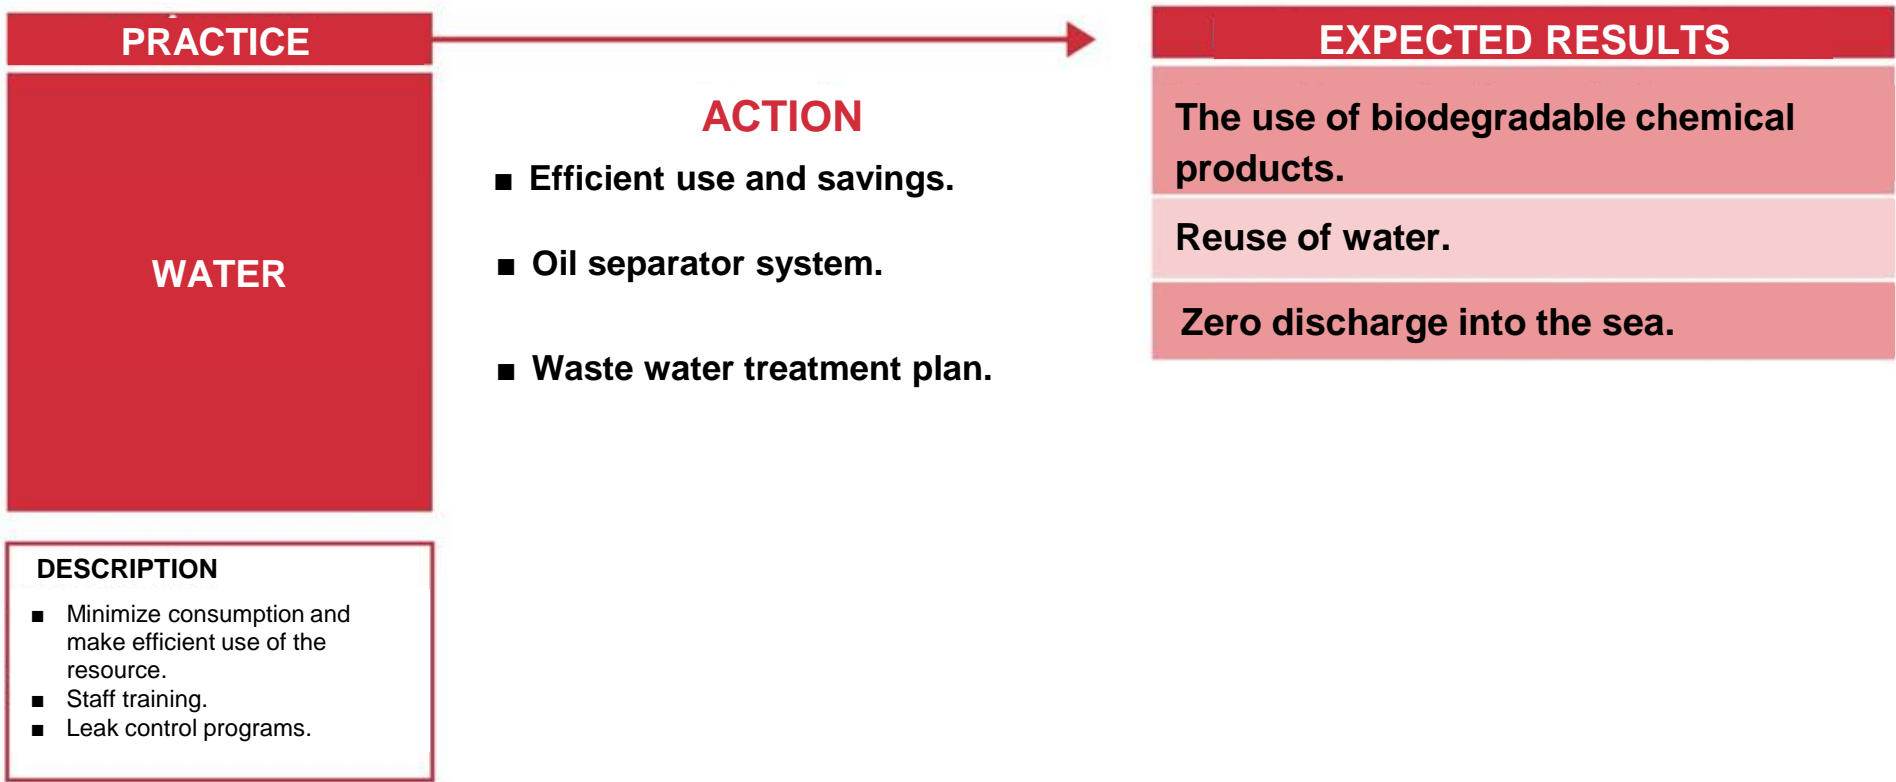 PRACTICE
WATER
DESCRIPTION
■ Minimize consumption and
make efficient use of the
resource.
■ Staff training.
■ Leak control programs.
ACTION
■ Efficient use and savings.
■ Oil separator system.
■ Waste water treatment plan.
EXPECTED RESULTS
The use of biodegradable chemical
products.
Reuse of water.
Zero discharge into the sea.